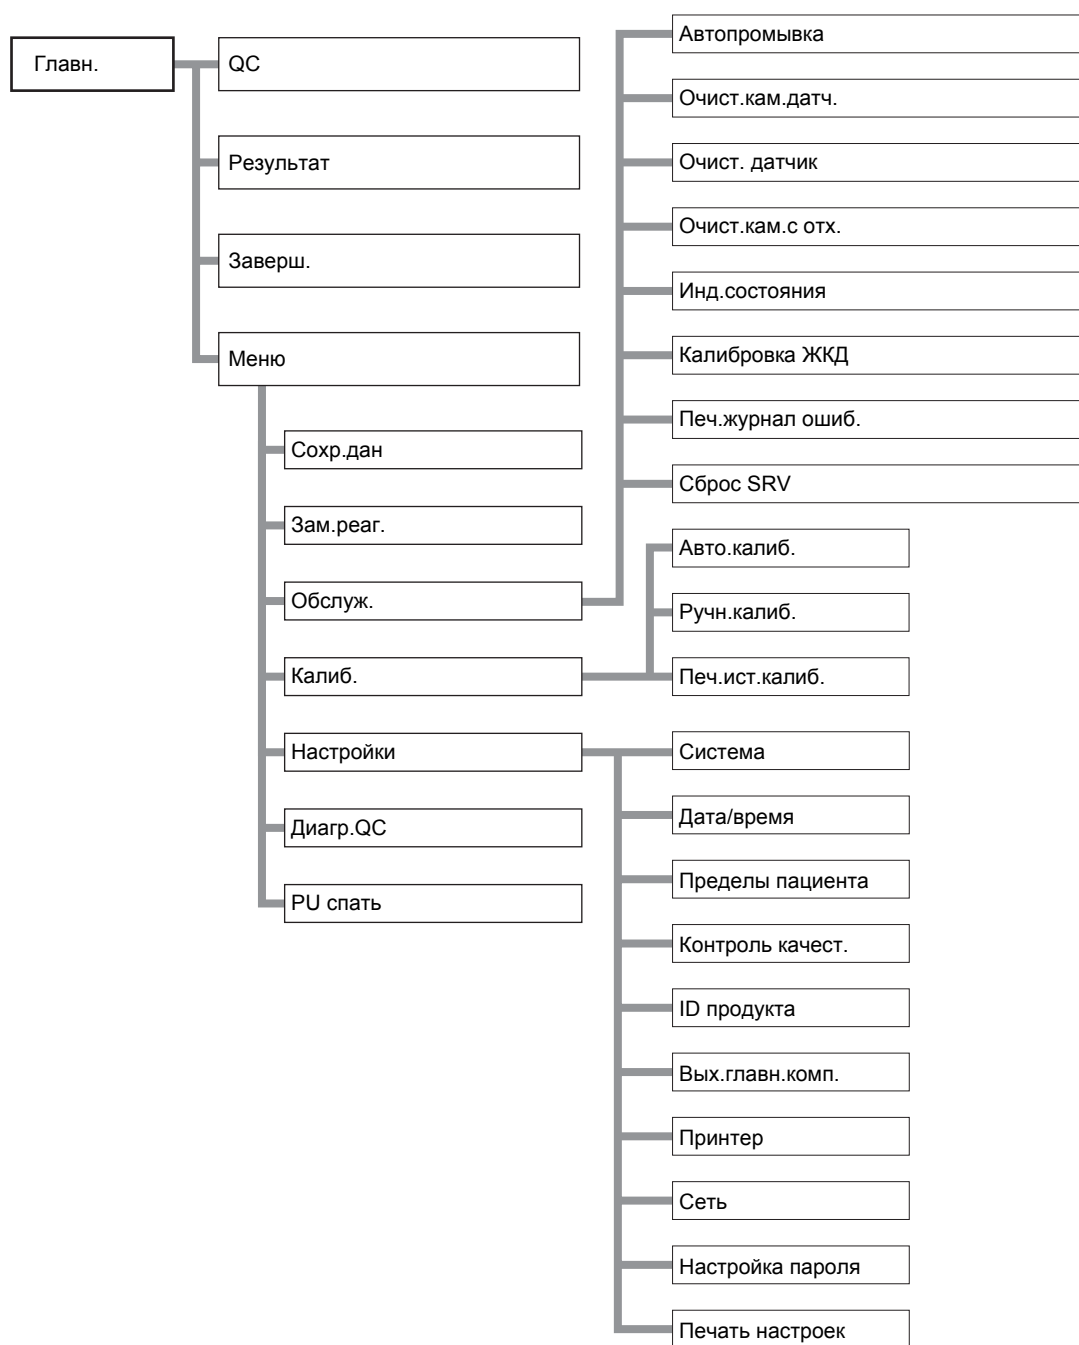 Главн.
QC
Результат
Заверш.
Меню
Сохр.дан
Зам.реаг.
Обслуж.
Калиб.
Настройки
Диагр.QC
PU спать
Автопромывка
Очист.кам.датч.
Очист. датчик
Очист.кам.с отх.
Инд.состояния
Калибровка ЖКД
Печ.журнал ошиб.
Сброс SRV
Авто.калиб.
Ручн.калиб.
Печ.ист.калиб.
Система
Дата/время
Пределы пациента
Контроль качест.
ID продукта
Вых.главн.комп.
Принтер
Сеть
Настройка пароля
Печать настроек